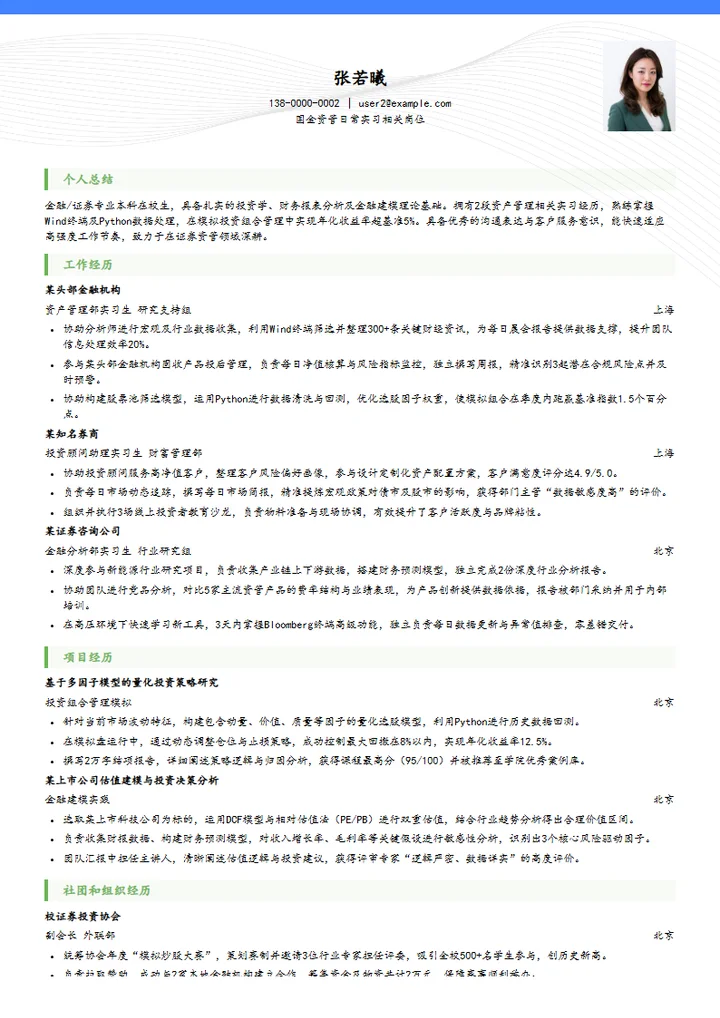 张若曦
138-0000-0002 | user2@example.com
国金资管日常实习相关岗位
个人总结
金融/证券专业本科在校生，具备扎实的投资学、财务报表分析及金融建模理论基础。拥有2段资产管理相关实习经历，熟练掌握
Wind终端及Python数据处理，在模拟投资组合管理中实现年化收益率超基准5%。具备优秀的沟通表达与客户服务意识，能快速适应
高强度工作节奏，致力于在证券资管领域深耕。
工作经历
某头部金融机构
资产管理部实习生 研究支持组 上海
• 协助分析师进行宏观及行业数据收集，利用Wind终端筛选并整理300+条关键财经资讯，为每日晨会报告提供数据支撑，提升团队
信息处理效率20%。
• 参与某头部金融机构固收产品投后管理，负责每日净值核算与风险指标监控，独立撰写周报，精准识别3起潜在合规风险点并及
时预警。
• 协助构建股票池筛选模型，运用Python进行数据清洗与回测，优化选股因子权重，使模拟组合在季度内跑赢基准指数1.5个百分
点。
某知名券商
投资顾问助理实习生 财富管理部 上海
• 协助投资顾问服务高净值客户，整理客户风险偏好画像，参与设计定制化资产配置方案，客户满意度评分达4.9/5.0。
• 负责每日市场动态追踪，撰写每日市场简报，精准提炼宏观政策对债市及股市的影响，获得部门主管“数据敏感度高”的评价。
• 组织并执行3场线上投资者教育沙龙，负责物料准备与现场协调，有效提升了客户活跃度与品牌粘性。
某证券咨询公司
金融分析部实习生 行业研究组 北京
• 深度参与新能源行业研究项目，负责收集产业链上下游数据，搭建财务预测模型，独立完成2份深度行业分析报告。
• 协助团队进行竞品分析，对比5家主流资管产品的费率结构与业绩表现，为产品创新提供数据依据，报告被部门采纳并用于内部
培训。
• 在高压环境下快速学习新工具，3天内掌握Bloomberg终端高级功能，独立负责每日数据更新与异常值排查，零差错交付。
项目经历
基于多因子模型的量化投资策略研究
投资组合管理模拟 北京
• 针对当前市场波动特征，构建包含动量、价值、质量等因子的量化选股模型，利用Python进行历史数据回测。
• 在模拟盘运行中，通过动态调整仓位与止损策略，成功控制最大回撤在8%以内，实现年化收益率12.5%。
• 撰写2万字结项报告，详细阐述策略逻辑与归因分析，获得课程最高分（95/100）并被推荐至学院优秀案例库。
某上市公司估值建模与投资决策分析
金融建模实践 北京
• 选取某上市科技公司为标的，运用DCF模型与相对估值法（PE/PB）进行双重估值，结合行业趋势分析得出合理价值区间。
• 负责收集财报数据、构建财务预测模型，对收入增长率、毛利率等关键假设进行敏感性分析，识别出3个核心风险驱动因子。
• 团队汇报中担任主讲人，清晰阐述估值逻辑与投资建议，获得评审专家“逻辑严密、数据详实”的高度评价。
社团和组织经历
校证券投资协会
副会长 外联部 北京
• 统筹协会年度“模拟炒股大赛”，策划赛制并邀请3位行业专家担任评委，吸引全校500+名学生参与，创历史新高。
• 负责拉取赞助，成功与2家本地金融机构建立合作，筹备资金及物资共计2万元，保障赛事顺利举办。